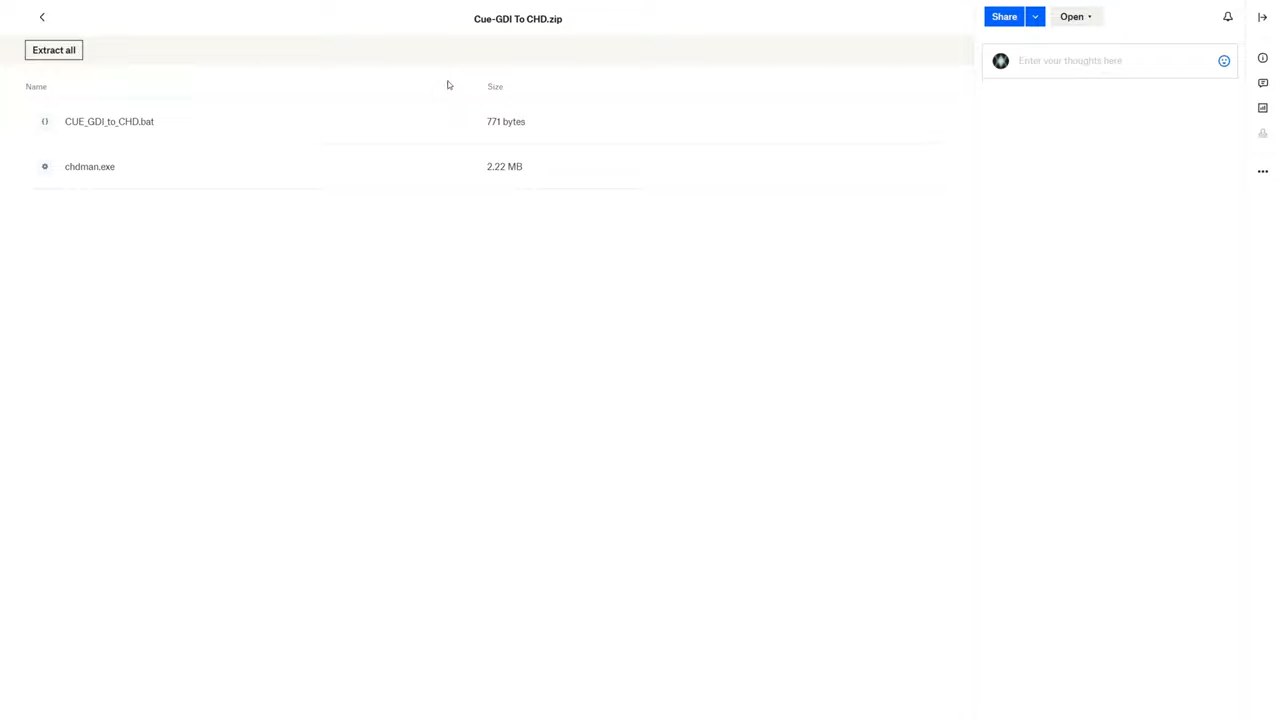 Cue-GDI To CHD.zip
Share
Open
Extract all
Enter your thoughts here
Name
Size
CUE_GDI_to_CHD.bat
771 bytes
chdman.exe
2.22 MB